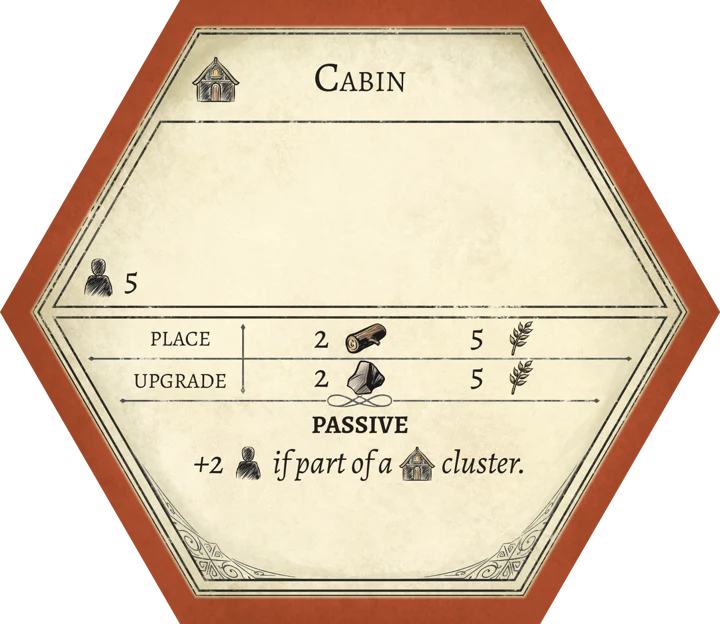 Cabin
5
PLACE 2 5
UPGRADE 2 5
PASSIVE
+2 if part of a cluster.